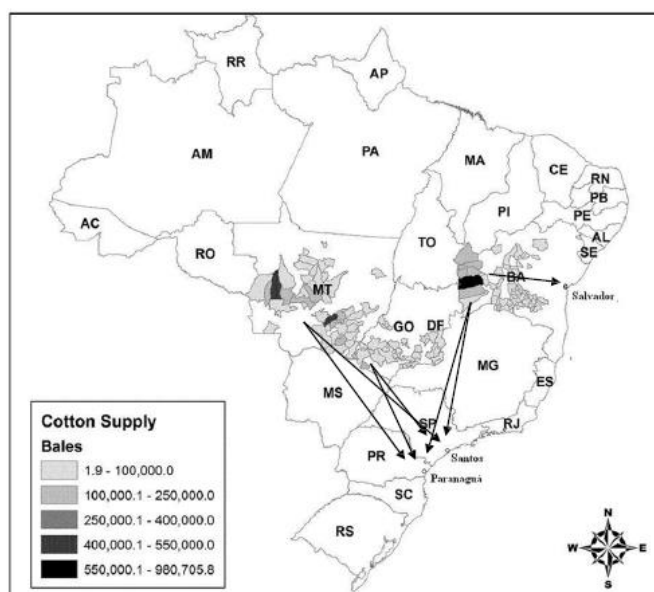 RR
AP
AM
PA
MA
CE
RN
PB
PE
AL
SE
PI
AC
RO
TO
MT
BA
Salvador
GO
DF
MG
ES
MS
SP
RJ
Santos
PR
Paranaguá
SC
RS
Cotton Supply
Bales
1.9 - 100,000.0
100,000.1 - 250,000.0
250,000.1 - 400,000.0
400,000.1 - 550,000.0
550,000.1 - 980,705.8
N
W
E
S